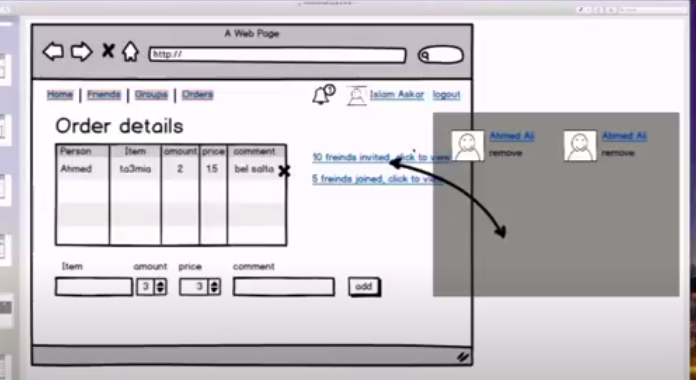 A Web Page
http://
Home | Friends | Groups | Orders
1
Islam Askar logout
Order details
Person Item amount price comment
Ahmed ta3mia 2 1.5 bel salta
10 freinds invited, click to view
5 freinds joined, click to view
Ahmed Ali
remove
Ahmed Ali
remove
Item amount price comment
3 3 add